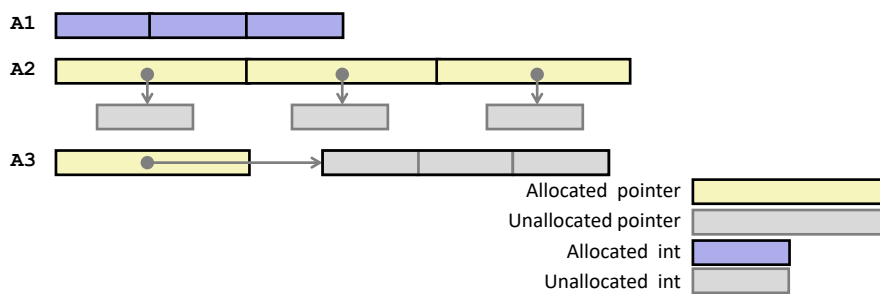 A1
A2
A3
Allocated pointer
Unallocated pointer
Allocated int
Unallocated int